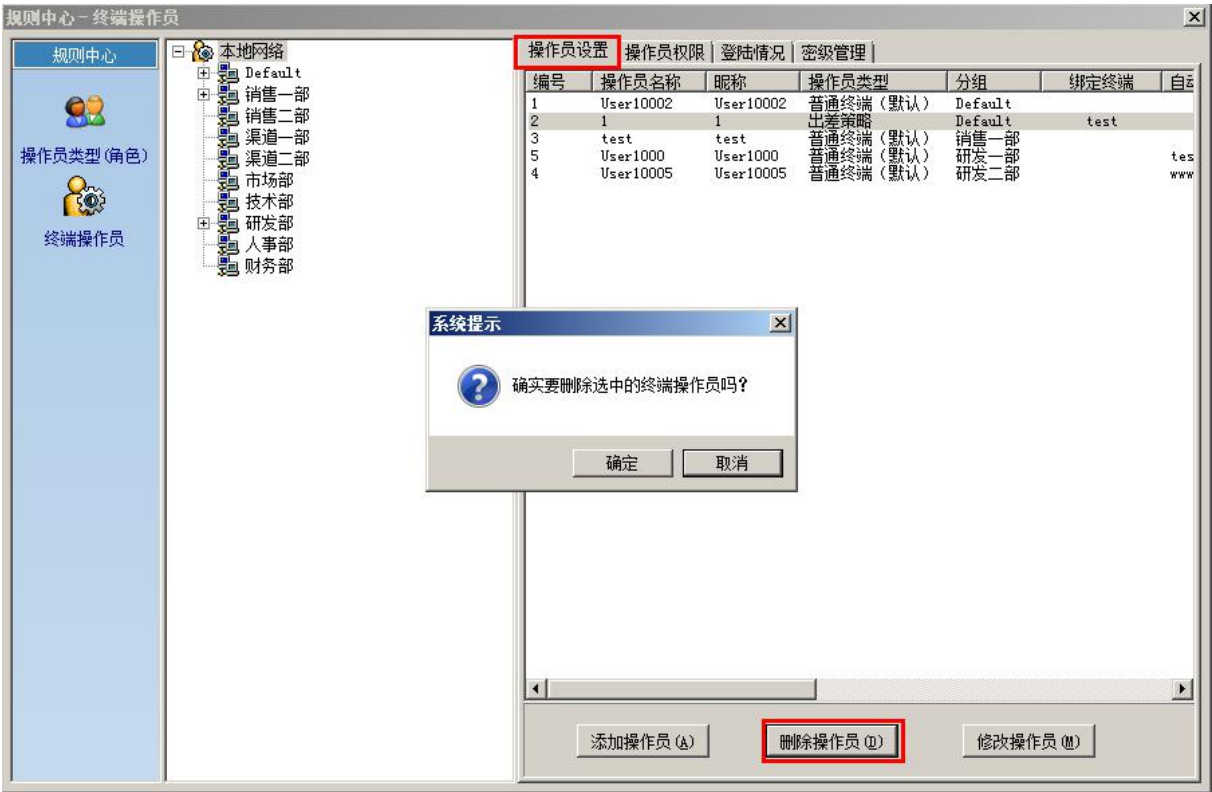 规则中心-终端操作员
规则中心
操作员类型(角色)
终端操作员
本地网络
Default
销售一部
销售二部
渠道一部
渠道二部
市场部
技术部
研发部
人事部
财务部
操作员设置 操作员权限 登陆情况 密级管理
编号 操作员名称 昵称 操作员类型 分组 绑定终端
1 User10002 User10002 普通终端（默认） Default
2 1 1 出差策略 Default test
3 test test 普通终端（默认） 销售一部
5 User1000 User1000 普通终端（默认） 研发一部 tes
4 User10005 User10005 普通终端（默认） 研发二部 www
系统提示
确实要删除选中的终端操作员吗?
确定 取消
添加操作员(A) 删除操作员(D) 修改操作员(M)